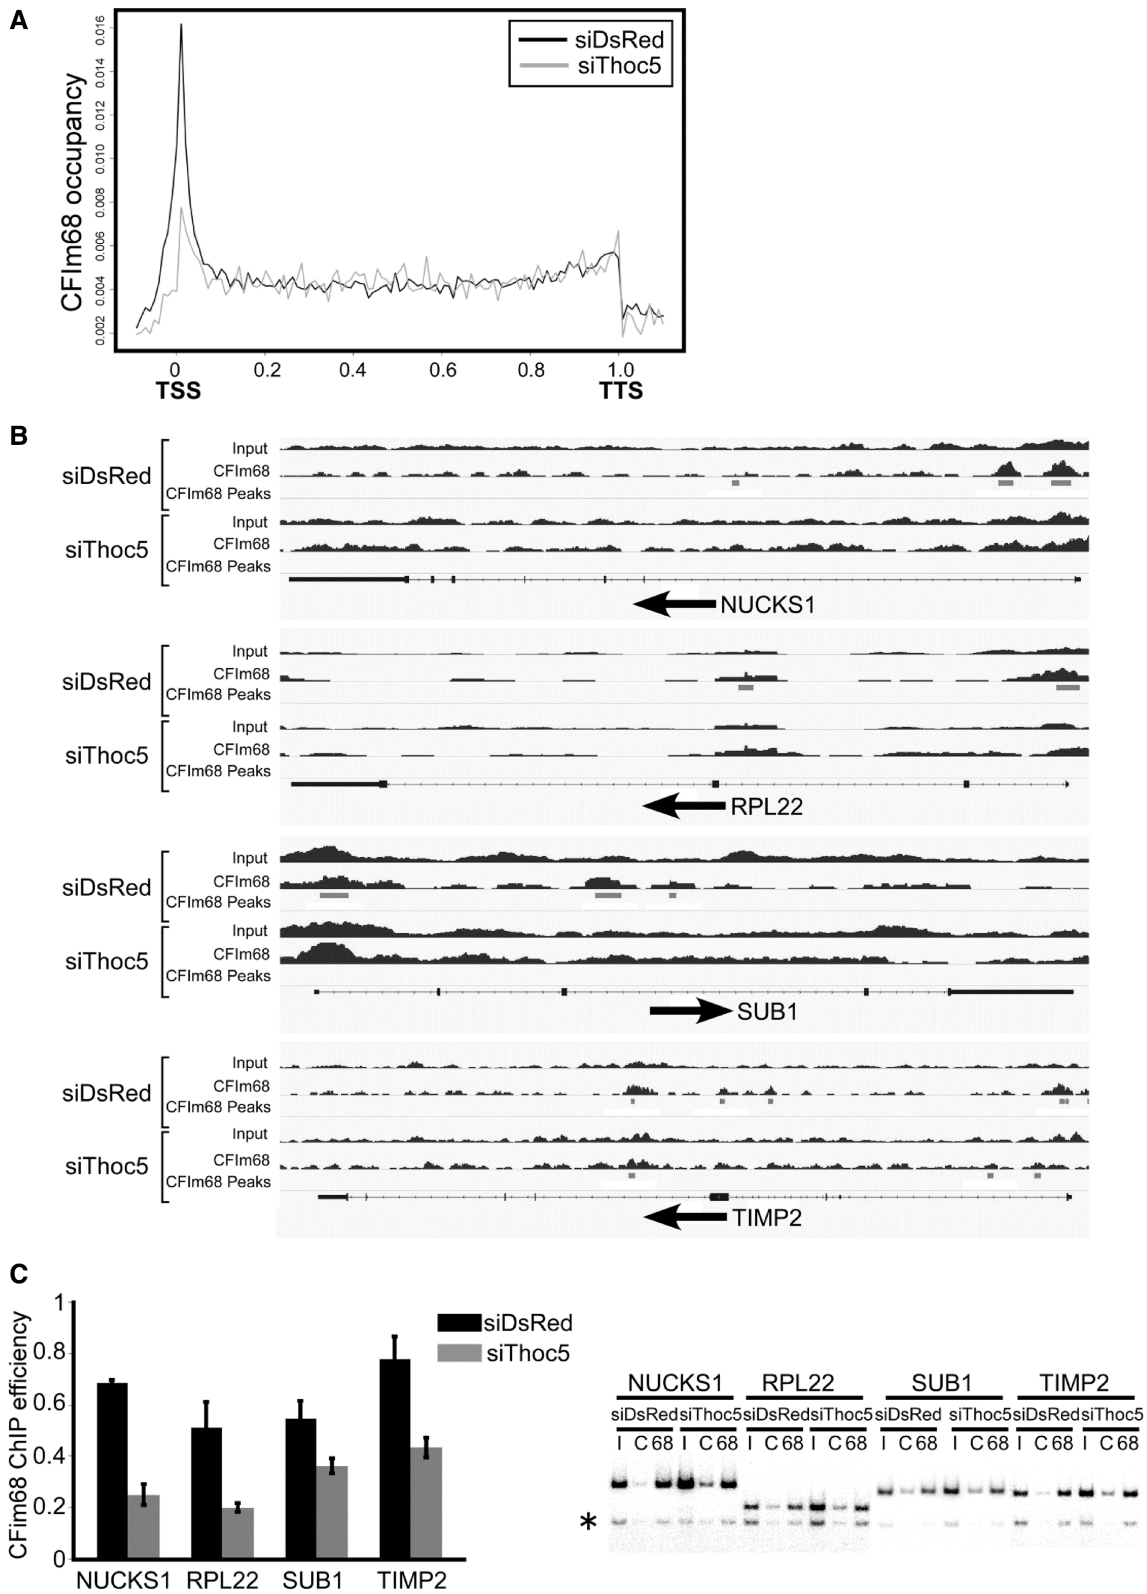 A
CFIm68 occupancy
0.016
0.014
0.012
0.010
0.008
0.006
0.004
0.002
siDsRed
siThoc5
0 0.2 0.4 0.6 0.8 1.0
TSS TTS
B
siDsRed
Input
CFIm68
CFIm68 Peaks
siThoc5
Input
CFIm68
CFIm68 Peaks
NUCKS1
siDsRed
Input
CFIm68
CFIm68 Peaks
siThoc5
Input
CFIm68
CFIm68 Peaks
RPL22
siDsRed
Input
CFIm68
CFIm68 Peaks
siThoc5
Input
CFIm68
CFIm68 Peaks
SUB1
siDsRed
Input
CFIm68
CFIm68 Peaks
siThoc5
Input
CFIm68
CFIm68 Peaks
TIMP2
C
CFim68 ChIP efficiency
1
0.8
0.6
0.4
0.2
0
siDsRed
siThoc5
NUCKS1 RPL22 SUB1 TIMP2
NUCKS1 RPL22 SUB1 TIMP2
siDsRed siThoc5 siDsRed siThoc5 siDsRed siThoc5 siDsRed siThoc5
I C 68 I C 68 I C 68 I C 68 I C 68 I C 68 I C 68 I C 68
*